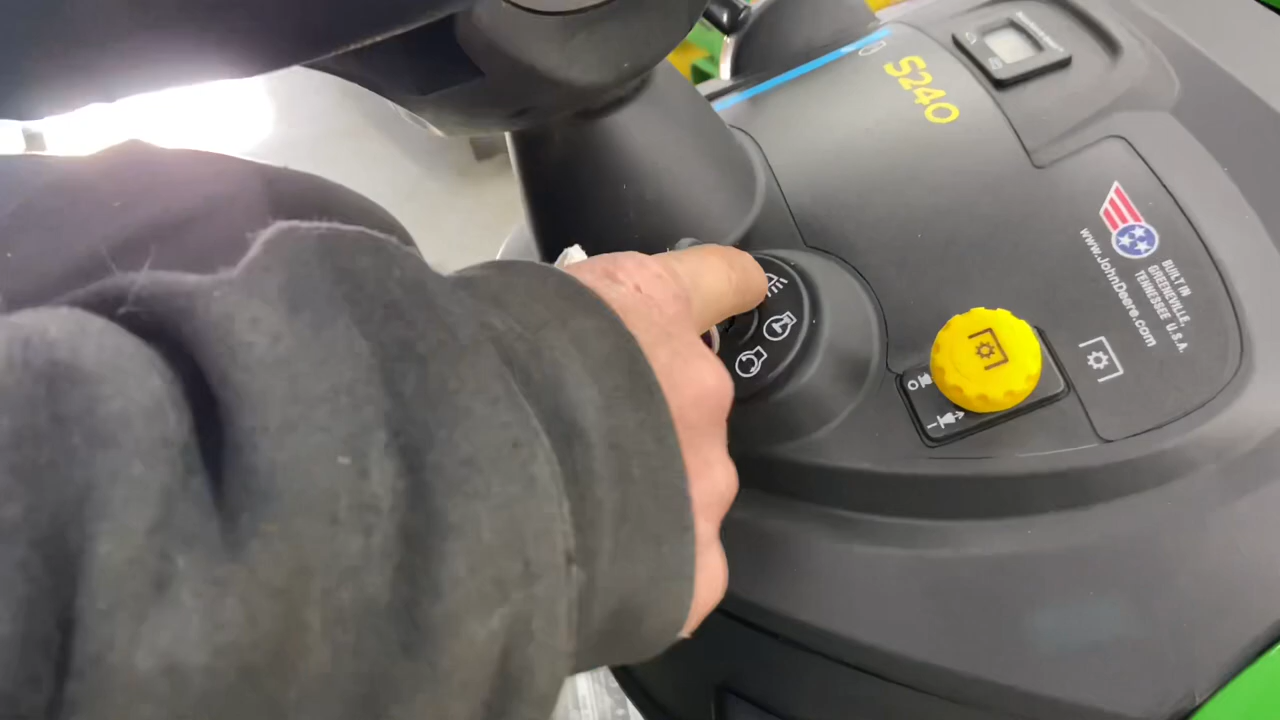 S240
www.JohnDeere.com
BUILT IN
GREENEVILLE,
TENNESSEE U.S.A.